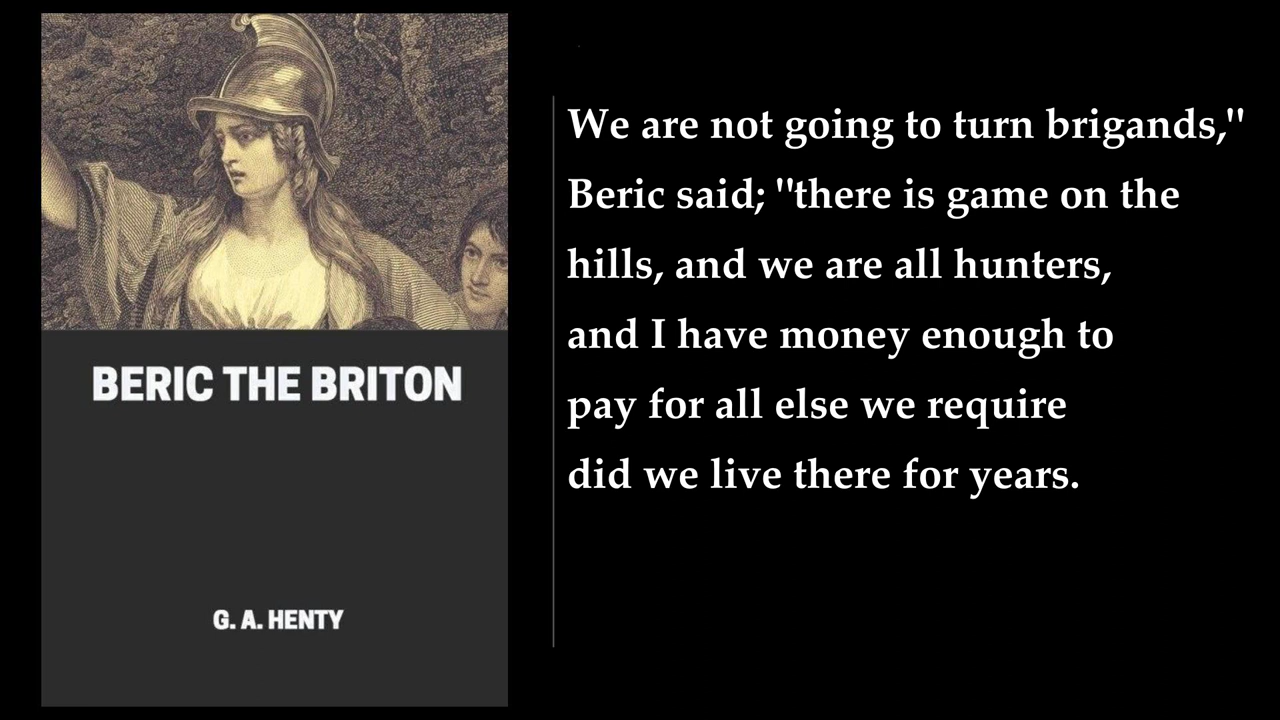 BERIC THE BRITON
G. A. HENTY
We are not going to turn brigands,"
Beric said; "there is game on the
hills, and we are all hunters,
and I have money enough to
pay for all else we require
did we live there for years.